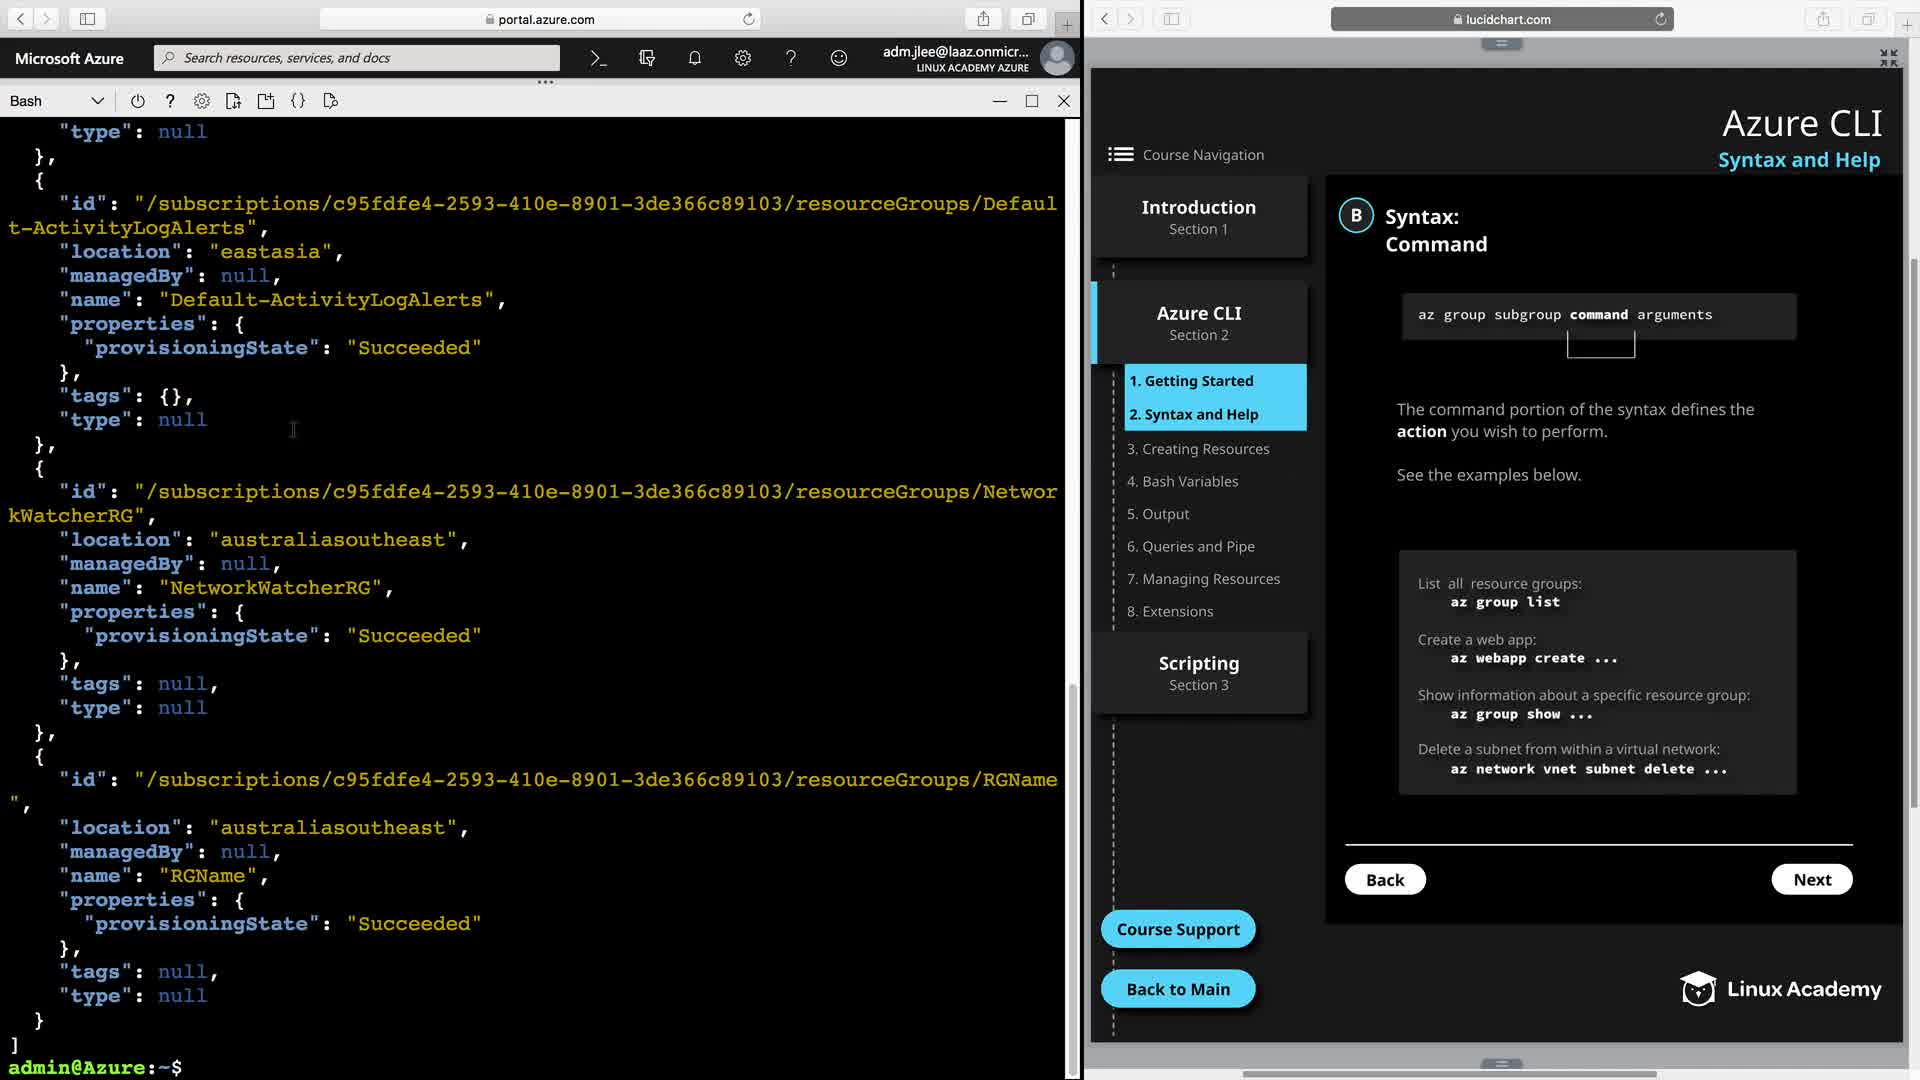 portal.azure.com
Microsoft Azure
Search resources, services, and docs
adm.jlee@laaz.onmicr...
LINUX ACADEMY AZURE
Bash
"type": null
},
{
"id": "/subscriptions/c95fdfe4-2593-410e-8901-3de366c89103/resourceGroups/Defaul
t-ActivityLogAlerts",
"location": "eastasia",
"managedBy": null,
"name": "Default-ActivityLogAlerts",
"properties": {
"provisioningState": "Succeeded"
},
"tags": {},
"type": null
},
{
"id": "/subscriptions/c95fdfe4-2593-410e-8901-3de366c89103/resourceGroups/Networ
kWatcherRG",
"location": "australiasoutheast",
"managedBy": null,
"name": "NetworkWatcherRG",
"properties": {
"provisioningState": "Succeeded"
},
"tags": null,
"type": null
},
{
"id": "/subscriptions/c95fdfe4-2593-410e-8901-3de366c89103/resourceGroups/RGName
",
"location": "australiasoutheast",
"managedBy": null,
"name": "RGName",
"properties": {
"provisioningState": "Succeeded"
},
"tags": null,
"type": null
}
]
admin@Azure:~$
lucidchart.com
Azure CLI
Syntax and Help
Course Navigation
Introduction
Section 1
Azure CLI
Section 2
1. Getting Started
2. Syntax and Help
3. Creating Resources
4. Bash Variables
5. Output
6. Queries and Pipe
7. Managing Resources
8. Extensions
Scripting
Section 3
Course Support
Back to Main
B
Syntax:
Command
az group subgroup command arguments
The command portion of the syntax defines the
action you wish to perform.
See the examples below.
List all resource groups:
az group list
Create a web app:
az webapp create ...
Show information about a specific resource group:
az group show ...
Delete a subnet from within a virtual network:
az network vnet subnet delete ...
Back
Next
Linux Academy